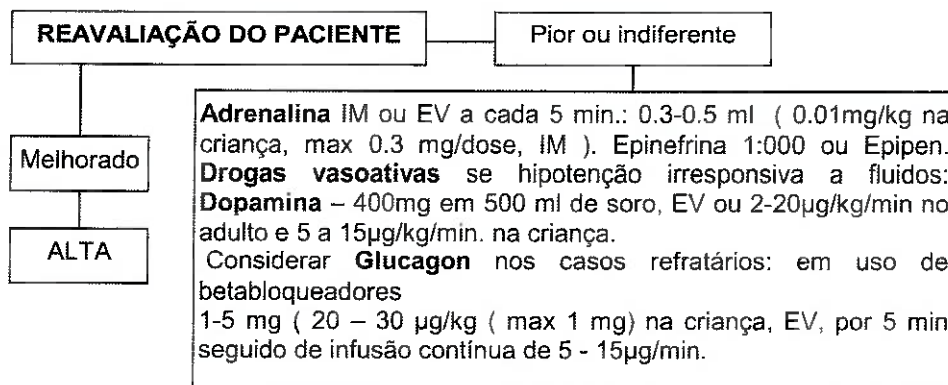 REAVALIAÇÃO DO PACIENTE
Pior ou indiferente
Melhorado
ALTA
Adrenalina IM ou EV a cada 5 min.: 0.3-0.5 ml ( 0.01mg/kg na
criança, max 0.3 mg/dose, IM ). Epinefrina 1:000 ou Epipen.
Drogas vasoativas se hipotenção irresponsiva a fluidos:
Dopamina – 400mg em 500 ml de soro, EV ou 2-20µg/kg/min no
adulto e 5 a 15µg/kg/min. na criança.
Considerar Glucagon nos casos refratários: em uso de
betabloqueadores
1-5 mg ( 20 – 30 µg/kg ( max 1 mg) na criança, EV, por 5 min
seguido de infusão contínua de 5 - 15µg/min.